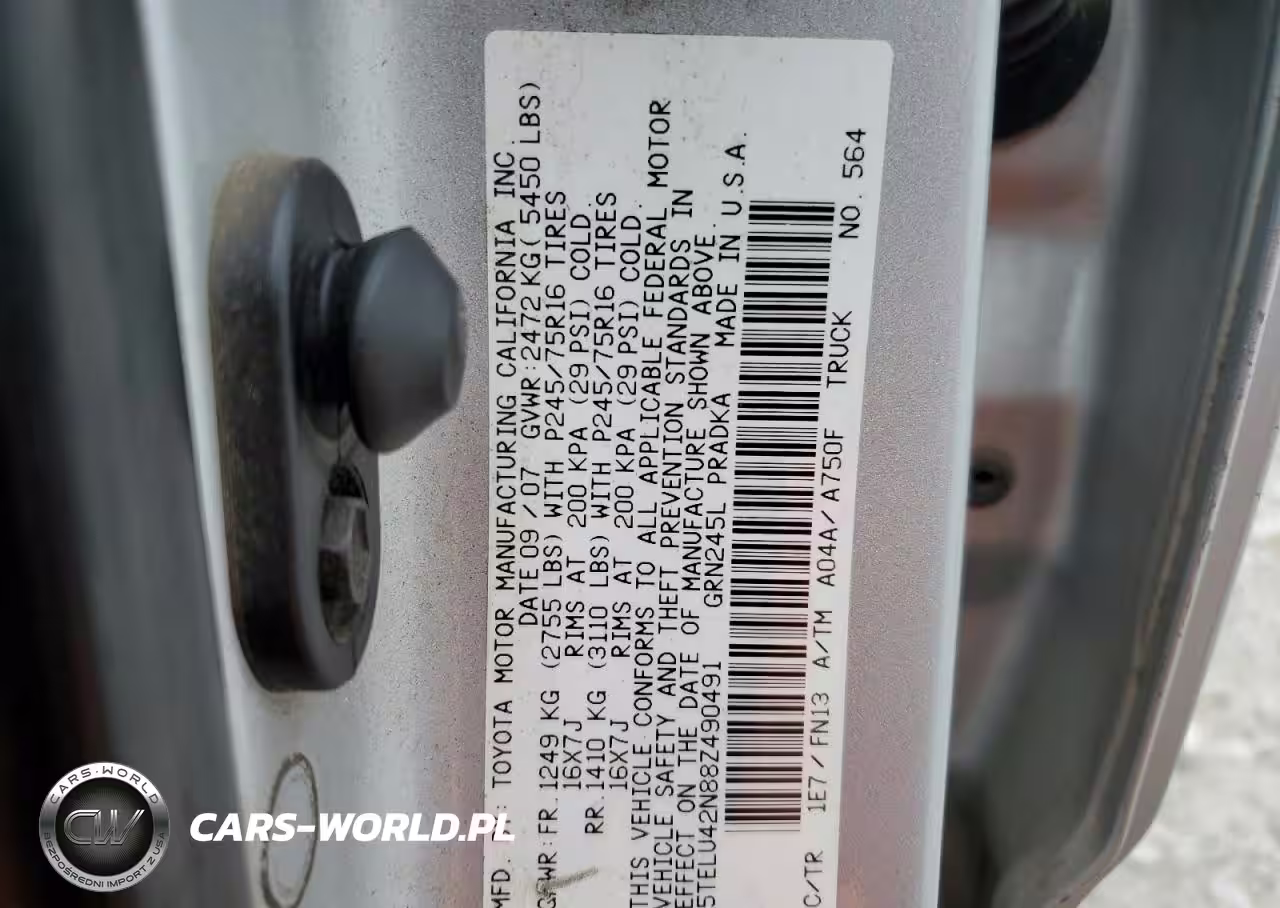 MFD. : TOYOTA MOTOR MANUFACTURING CALIFORNIA INC.
DATE 09/07 GVWR:2472 KG( 5450 LBS)
GAWR:FR. 1249 KG (2755 LBS) WITH P245/75R16 TIRES
16X7J RIMS AT 200 KPA (29 PSI) COLD.
RR. 1410 KG (3110 LBS) WITH P245/75R16 TIRES
16X7J RIMS AT 200 KPA (29 PSI) COLD.
THIS VEHICLE CONFORMS TO ALL APPLICABLE FEDERAL MOTOR
VEHICLE SAFETY AND THEFT PREVENTION STANDARDS IN
EFFECT ON THE DATE OF MANUFACTURE SHOWN ABOVE.
5TELU42N88Z490491 GRN245L PRADKA MADE IN U.S.A.
C/TR 1E7/FN13 A/TM A04A/A750F TRUCK NO. 564
CARS-WORLD
CW
BEZPOŚREDNI IMPORT Z USA
CARS-WORLD.PL